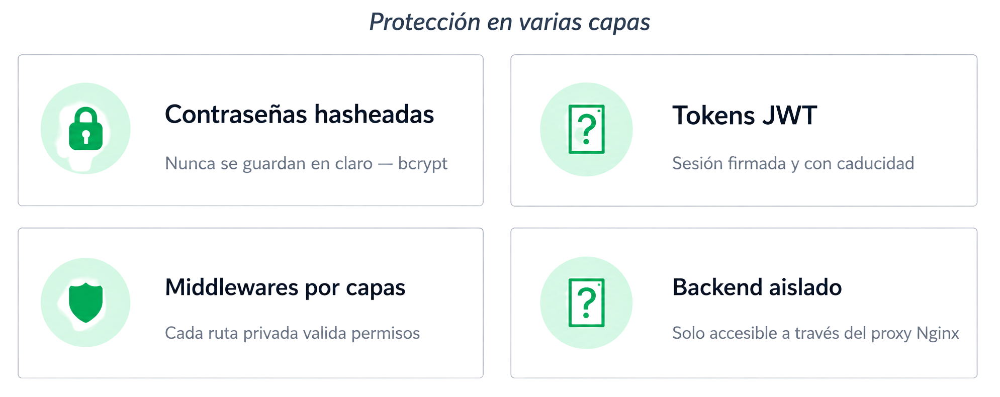 Protección en varias capas
Contraseñas hasheadas
Nunca se guardan en claro — bcrypt
?
Tokens JWT
Sesión firmada y con caducidad
Middlewares por capas
Cada ruta privada valida permisos
?
Backend aislado
Solo accesible a través del proxy Nginx